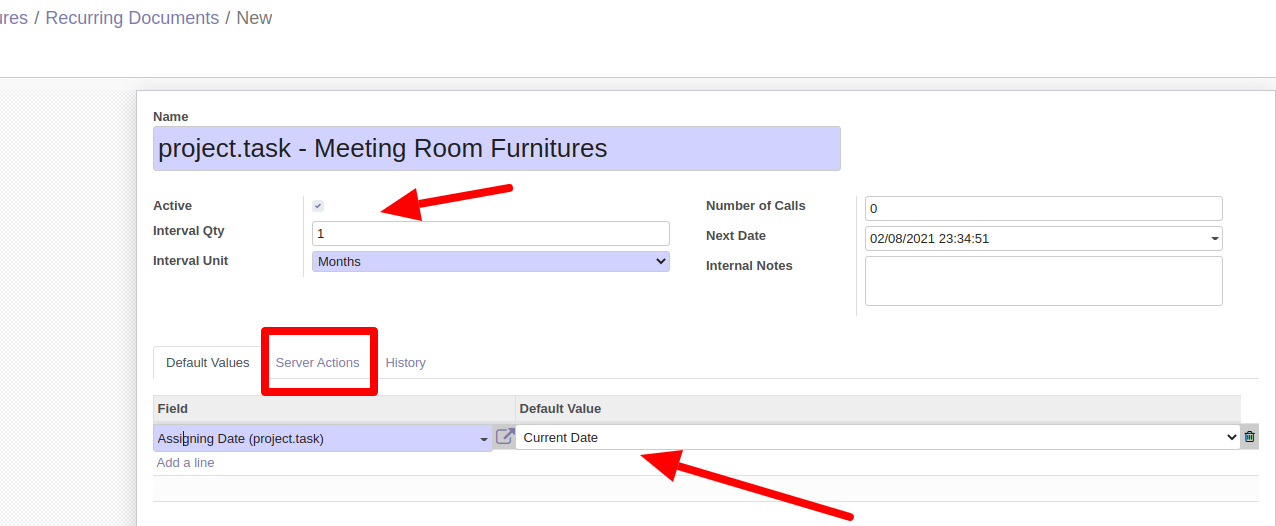 / Recurring Documents / New
Name
project.task - Meeting Room Furnitures
Active
Interval Qty
1
Interval Unit
Months
Number of Calls
0
Next Date
02/08/2021 23:34:51
Internal Notes
Default Values
Server Actions
History
Field
Default Value
Assigning Date (project.task)
Current Date
Add a line